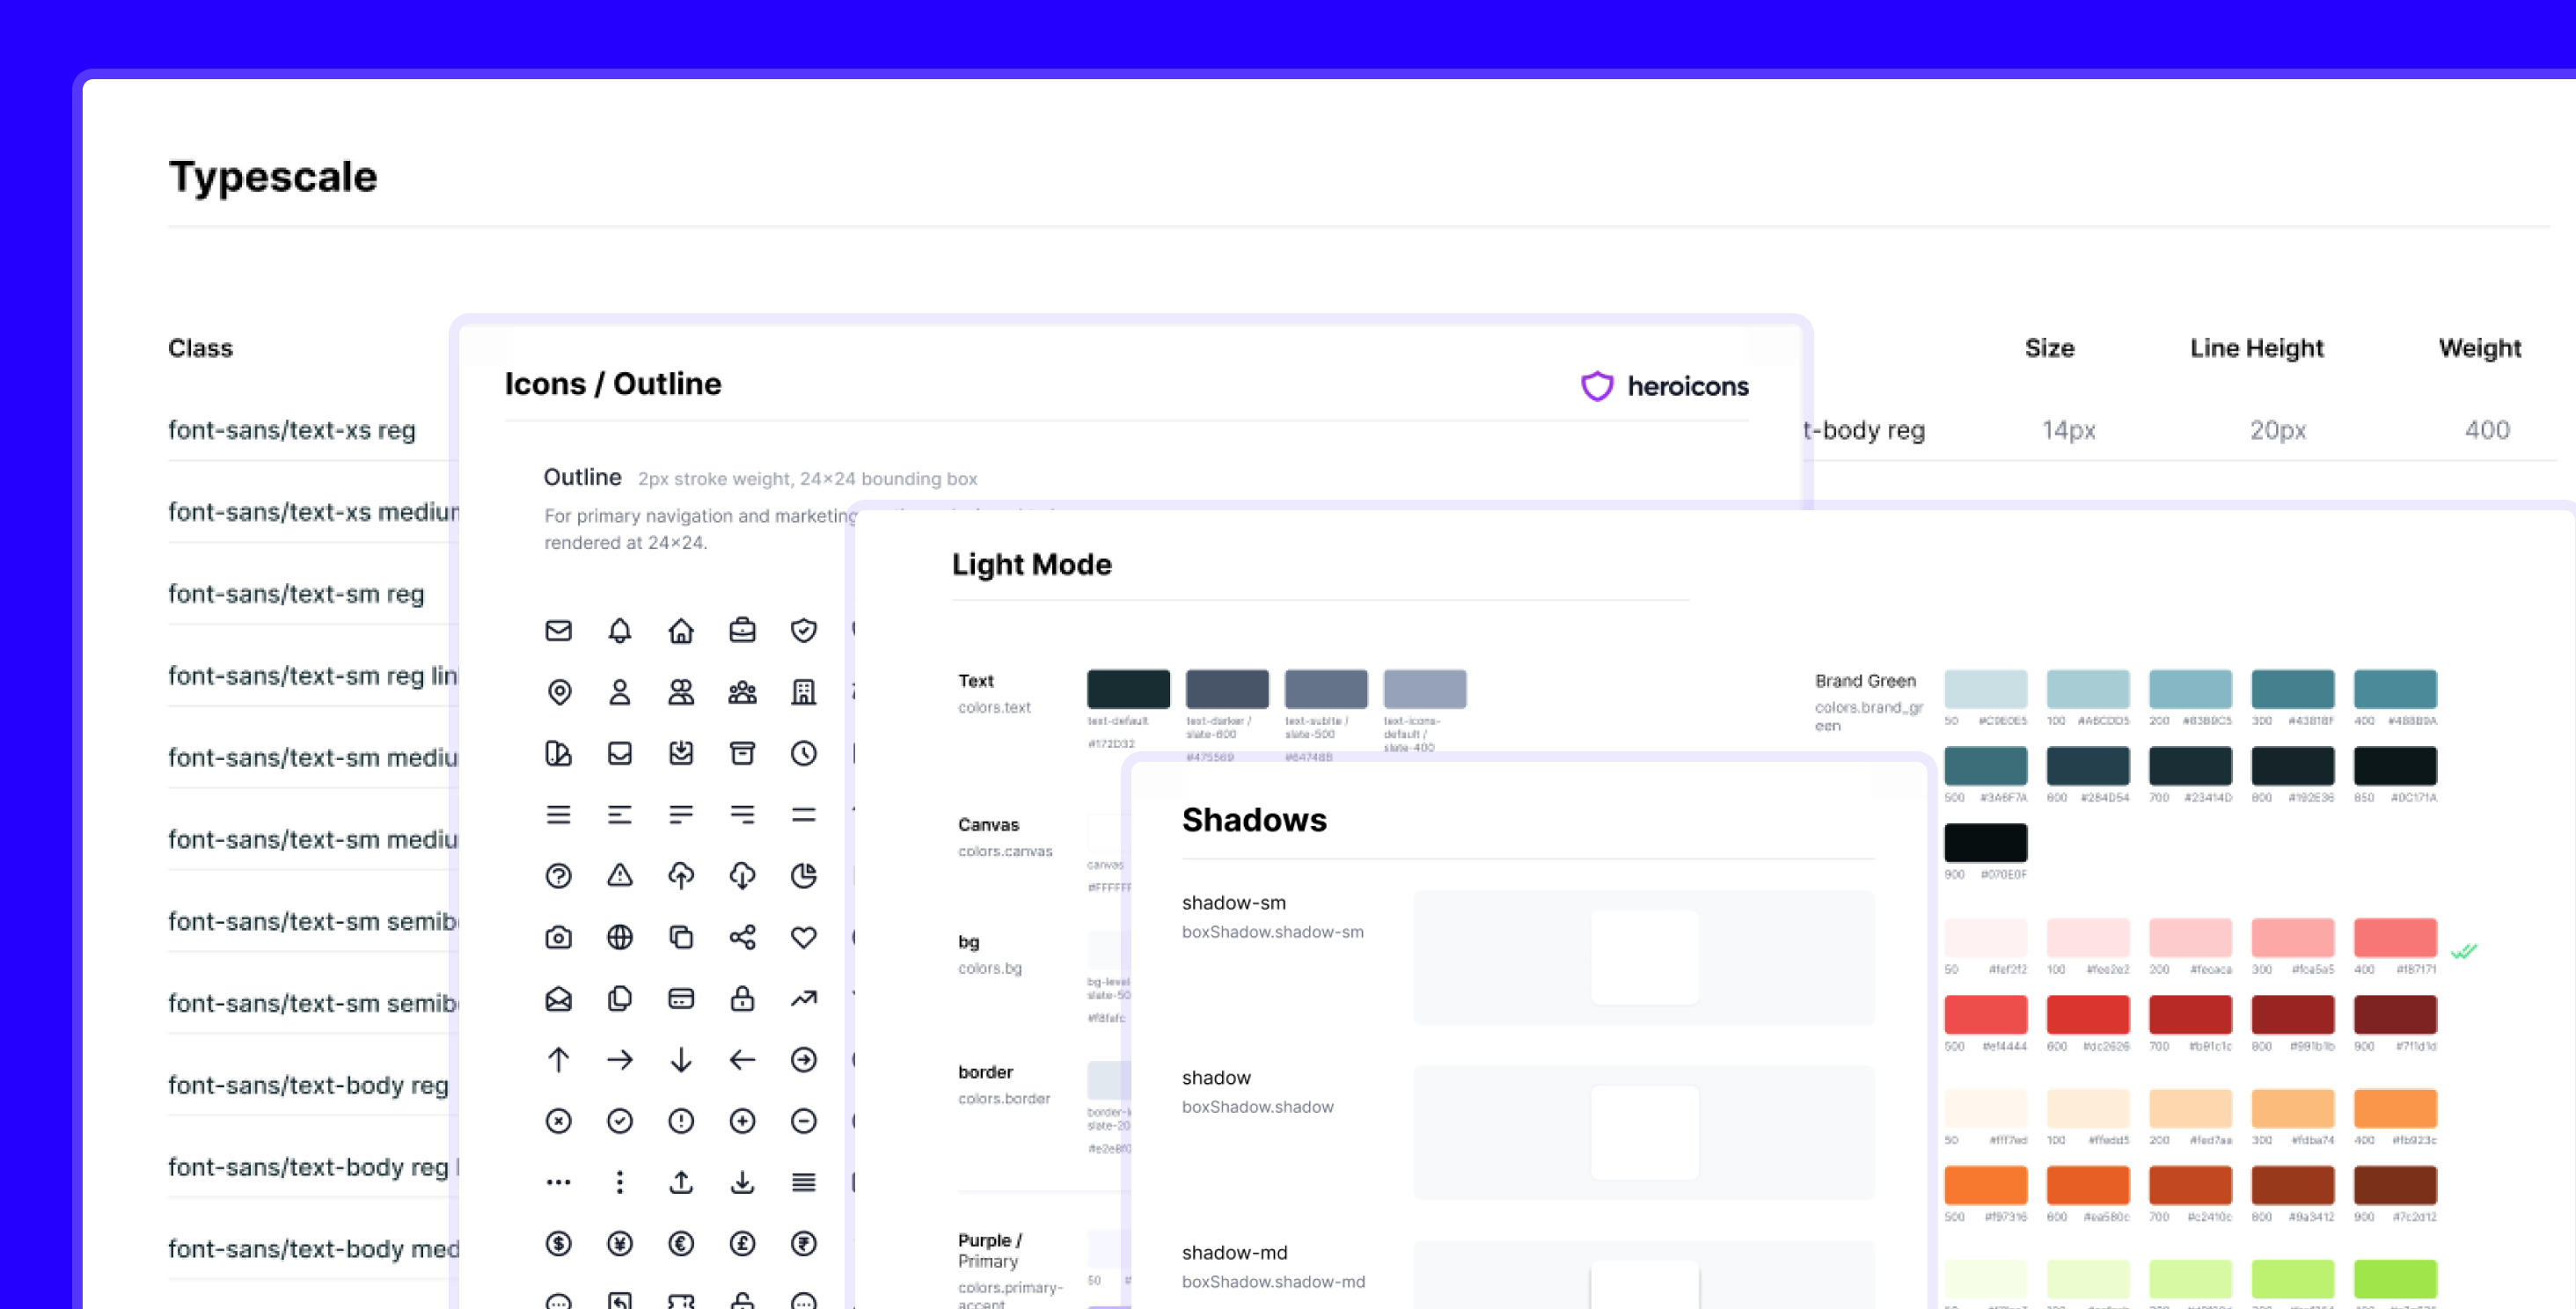 Typescale
Class
Size
Line Height
Weight
font-sans/text-xs reg
t-body reg
14px
20px
400
font-sans/text-xs medium
font-sans/text-sm reg
font-sans/text-sm reg lin
font-sans/text-sm mediu
font-sans/text-sm mediu
font-sans/text-sm semib
font-sans/text-sm semib
font-sans/text-body reg
font-sans/text-body reg
font-sans/text-body med
Icons / Outline
heroicons
Outline 2px stroke weight, 24×24 bounding box
For primary navigation and marketing
rendered at 24×24.
Light Mode
Text
colors.text
text-default
#172D32
text-darker /
slate-600
#475569
text-subtle /
slate-500
#64748B
text-icons-
default /
slate-400
Canvas
colors.canvas
canvas
#FFFFFF
bg
colors.bg
bg-level
slate-50
#f8fafc
border
colors.border
border-l
slate-20
#e2e8f0
Purple /
Primary
colors.primary-
accent
50
Brand Green
colors.brand_gr
een
50 100 200 300 400
500 #3A6F7A 600 #284D54 700 #23414D 800 #192E36 850 #0C171A
900 #070E0F
50 #fef2f2 100 #fee2e2 200 #fecaca 300 #fca5a5 400 #f87171
500 #ef4444 600 #dc2626 700 #b91c1c 800 #991b1b 900 #7f1d1d
50 #fff7ed 100 #ffedd5 200 #fed7aa 300 #fdba74 400 #fb923c
500 #f97316 600 #ea580c 700 #c2410c 800 #9a3412 900 #7c2d12
Shadows
shadow-sm
boxShadow.shadow-sm
shadow
boxShadow.shadow
shadow-md
boxShadow.shadow-md